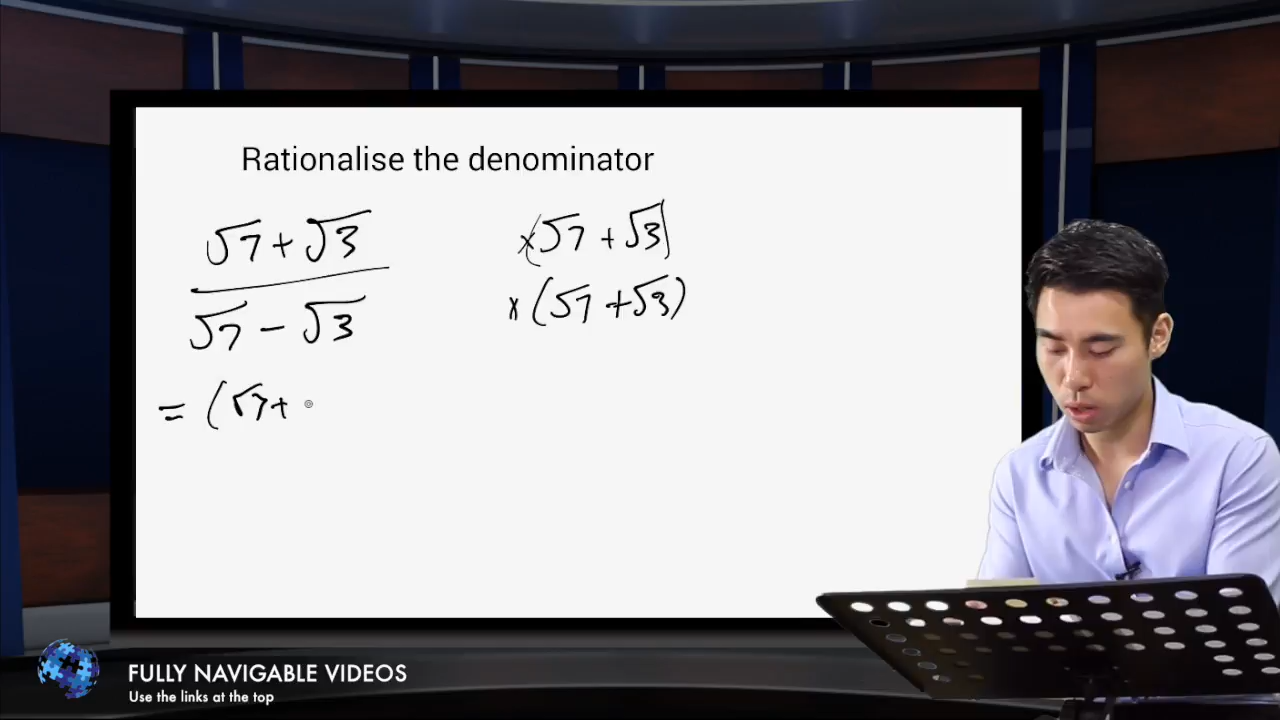 Rationalise the denominator
√7 + √3
√7 − √3
×(√7 + √3)
×(√7 + √3)
= (√7 +
FULLY NAVIGABLE VIDEOS
Use the links at the top